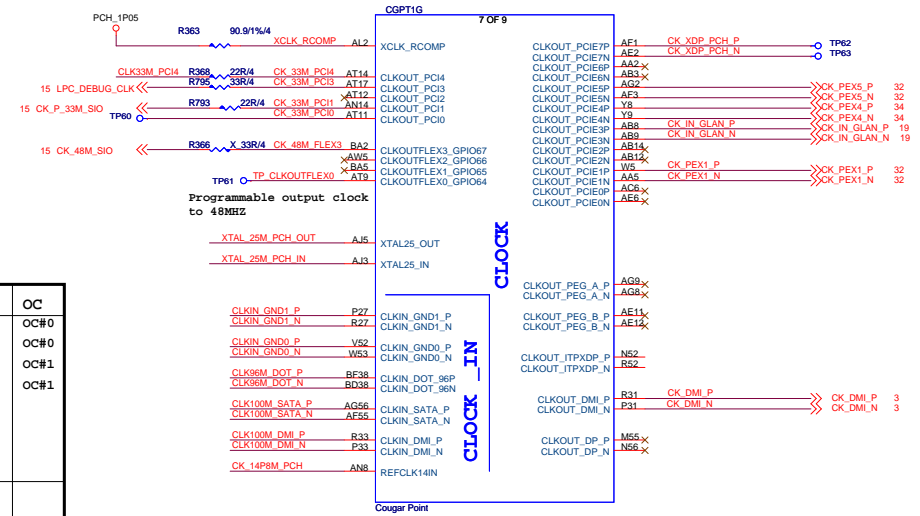 CGPT1G
7 OF 9
PCH_1P05
R363 90.9/1%/4
XCLK_RCOMP AL2 XCLK_RCOMP
CLK33M_PCI4 R368 22R/4 CK_33M_PCI4 AT14 CLKOUT_PCI4
15 LPC_DEBUG_CLK R795 33R/4 CK_33M_PCI3 AT17 CLKOUT_PCI3
AT12 CLKOUT_PCI2
15 CK_P_33M_SIO R793 22R/4 CK_33M_PCI1 AN14 CLKOUT_PCI1
TP60 CK_33M_PCI0 AT11 CLKOUT_PCI0
15 CK_48M_SIO R366 X_33R/4 CK_48M_FLEX3 BA2 CLKOUTFLEX3_GPIO67
AW5 CLKOUTFLEX2_GPIO66
BA5 CLKOUTFLEX1_GPIO65
TP61 TP_CLKOUTFLEX0 AT9 CLKOUTFLEX0_GPIO64
Programmable output clock
to 48MHZ
XTAL_25M_PCH_OUT AJ5 XTAL25_OUT
XTAL_25M_PCH_IN AJ3 XTAL25_IN
CLKIN_GND1_P P27 CLKIN_GND1_P
CLKIN_GND1_N R27 CLKIN_GND1_N
CLKIN_GND0_P V52 CLKIN_GND0_P
CLKIN_GND0_N W53 CLKIN_GND0_N
CLK96M_DOT_P BF38 CLKIN_DOT_96P
CLK96M_DOT_N BD38 CLKIN_DOT_96N
CLK100M_SATA_P AG56 CLKIN_SATA_P
CLK100M_SATA_N AF55 CLKIN_SATA_N
CLK100M_DMI_P R33 CLKIN_DMI_P
CLK100M_DMI_N P33 CLKIN_DMI_N
CK_14P8M_PCH AN8 REFCLK14IN
Cougar Point
CLOCK
CLOCK_IN
CLKOUT_PCIE7P AF1 CK_XDP_PCH_P TP62
CLKOUT_PCIE7N AE2 CK_XDP_PCH_N TP63
CLKOUT_PCIE6P AA2
CLKOUT_PCIE6N AB3
CLKOUT_PCIE5P AG2 CK_PEX5_P 32
CLKOUT_PCIE5N AF3 CK_PEX5_N 32
CLKOUT_PCIE4P Y8 CK_PEX4_P 34
CLKOUT_PCIE4N Y9 CK_PEX4_N 34
CLKOUT_PCIE3P AB8 CK_IN_GLAN_P CK_IN_GLAN_P 19
CLKOUT_PCIE3N AB9 CK_IN_GLAN_N CK_IN_GLAN_N 19
CLKOUT_PCIE2P AB14
CLKOUT_PCIE2N AB12
CLKOUT_PCIE1P W5 CK_PEX1_P CK_PEX1_P 32
CLKOUT_PCIE1N AA5 CK_PEX1_N CK_PEX1_N 32
CLKOUT_PCIE0P AC6
CLKOUT_PCIE0N AE6
CLKOUT_PEG_A_P AG9
CLKOUT_PEG_A_N AG8
CLKOUT_PEG_B_P AE11
CLKOUT_PEG_B_N AE12
CLKOUT_ITPXDP_P N52
CLKOUT_ITPXDP_N R52
CLKOUT_DMI_P R31 CK_DMI_P CK_DMI_P 3
CLKOUT_DMI_N P31 CK_DMI_N CK_DMI_N 3
CLKOUT_DP_P M55
CLKOUT_DP_N N56
OC
OC#0
OC#0
OC#1
OC#1